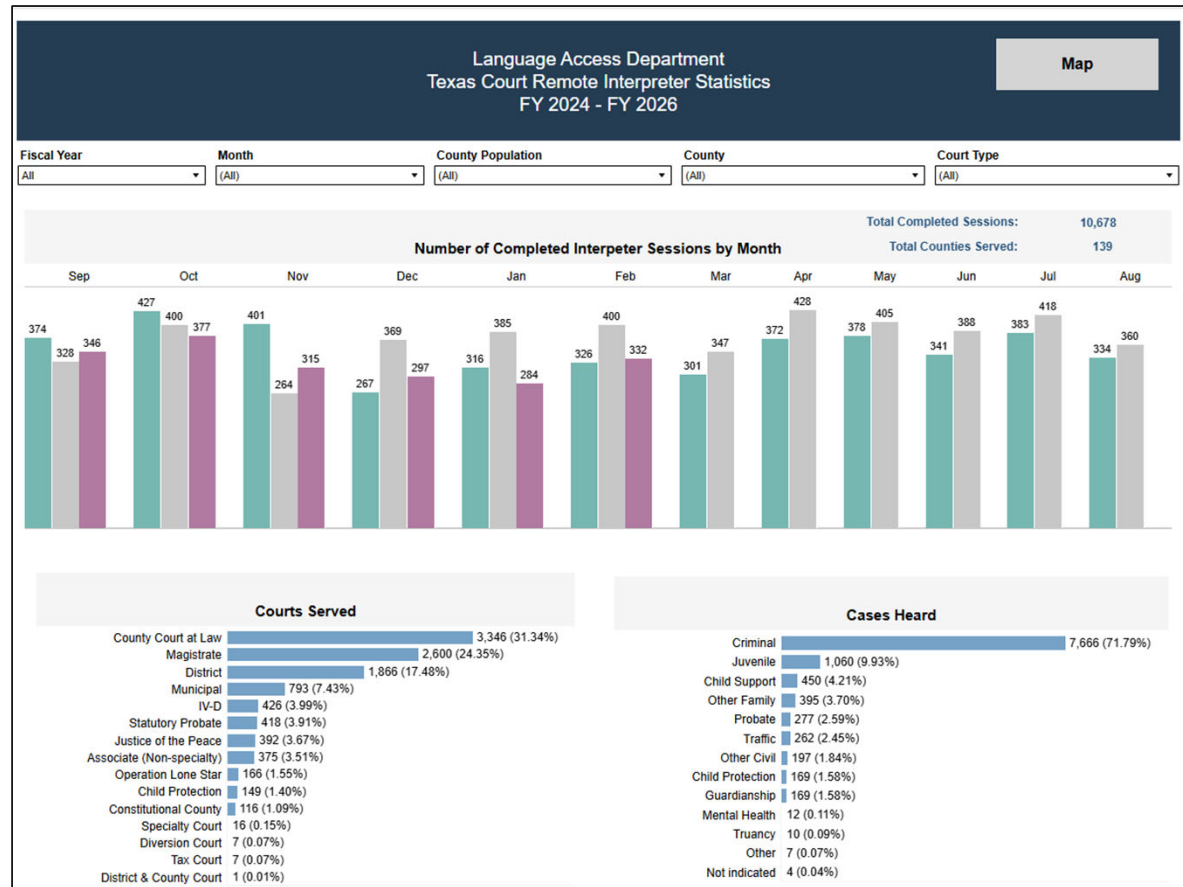 Language Access Department
Texas Court Remote Interpreter Statistics
FY 2024 - FY 2026
Map
Fiscal Year
Month
County Population
County
Court Type
All
(All)
(All)
(All)
(All)
Total Completed Sessions: 10,678
Number of Completed Interpeter Sessions by Month
Total Counties Served: 139
Sep Oct Nov Dec Jan Feb Mar Apr May Jun Jul Aug
374 328 346
427 400 377
401 264 315
267 369 297
316 385 284
326 400 332
301 347
372 428
378 405
341 388
383 418
334 360
Courts Served
County Court at Law 3,346 (31.34%)
Magistrate 2,600 (24.35%)
District 1,866 (17.48%)
Municipal 793 (7.43%)
IV-D 426 (3.99%)
Statutory Probate 418 (3.91%)
Justice of the Peace 392 (3.67%)
Associate (Non-specialty) 375 (3.51%)
Operation Lone Star 166 (1.55%)
Child Protection 149 (1.40%)
Constitutional County 116 (1.09%)
Specialty Court 16 (0.15%)
Diversion Court 7 (0.07%)
Tax Court 7 (0.07%)
District & County Court 1 (0.01%)
Cases Heard
Criminal 7,666 (71.79%)
Juvenile 1,060 (9.93%)
Child Support 450 (4.21%)
Other Family 395 (3.70%)
Probate 277 (2.59%)
Traffic 262 (2.45%)
Other Civil 197 (1.84%)
Child Protection 169 (1.58%)
Guardianship 169 (1.58%)
Mental Health 12 (0.11%)
Truancy 10 (0.09%)
Other 7 (0.07%)
Not indicated 4 (0.04%)